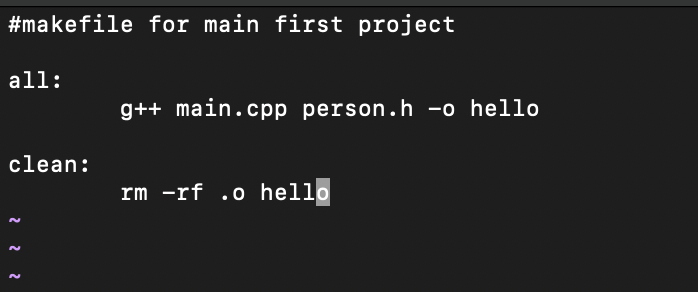 #makefile for main first project
all:
g++ main.cpp person.h -o hello
clean:
rm -rf .o hello
~
~
~